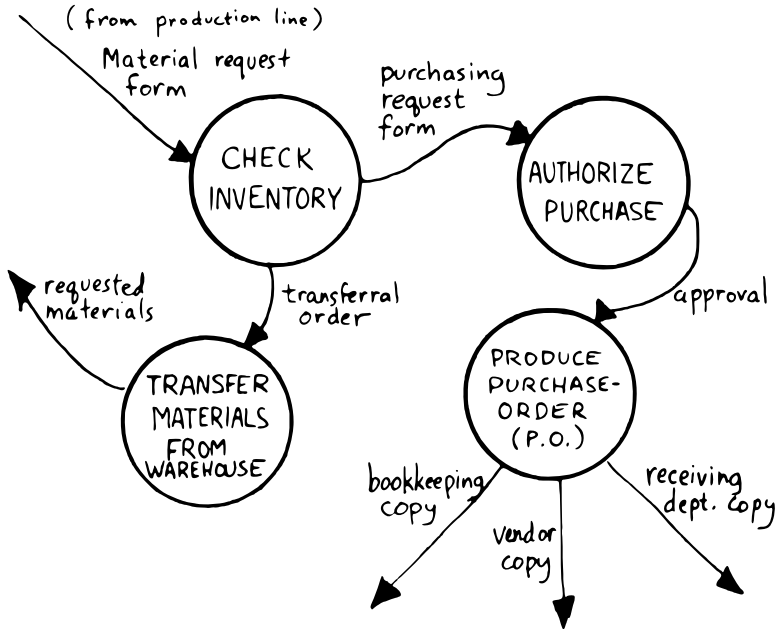 (from production line)
Material request
form
CHECK
INVENTORY
purchasing
request
form
AUTHORIZE
PURCHASE
approval
transferral
order
requested
materials
TRANSFER
MATERIALS
FROM
WAREHOUSE
PRODUCE
PURCHASE-
ORDER
(P.O.)
bookkeeping
copy
vendor
copy
receiving
dept. copy